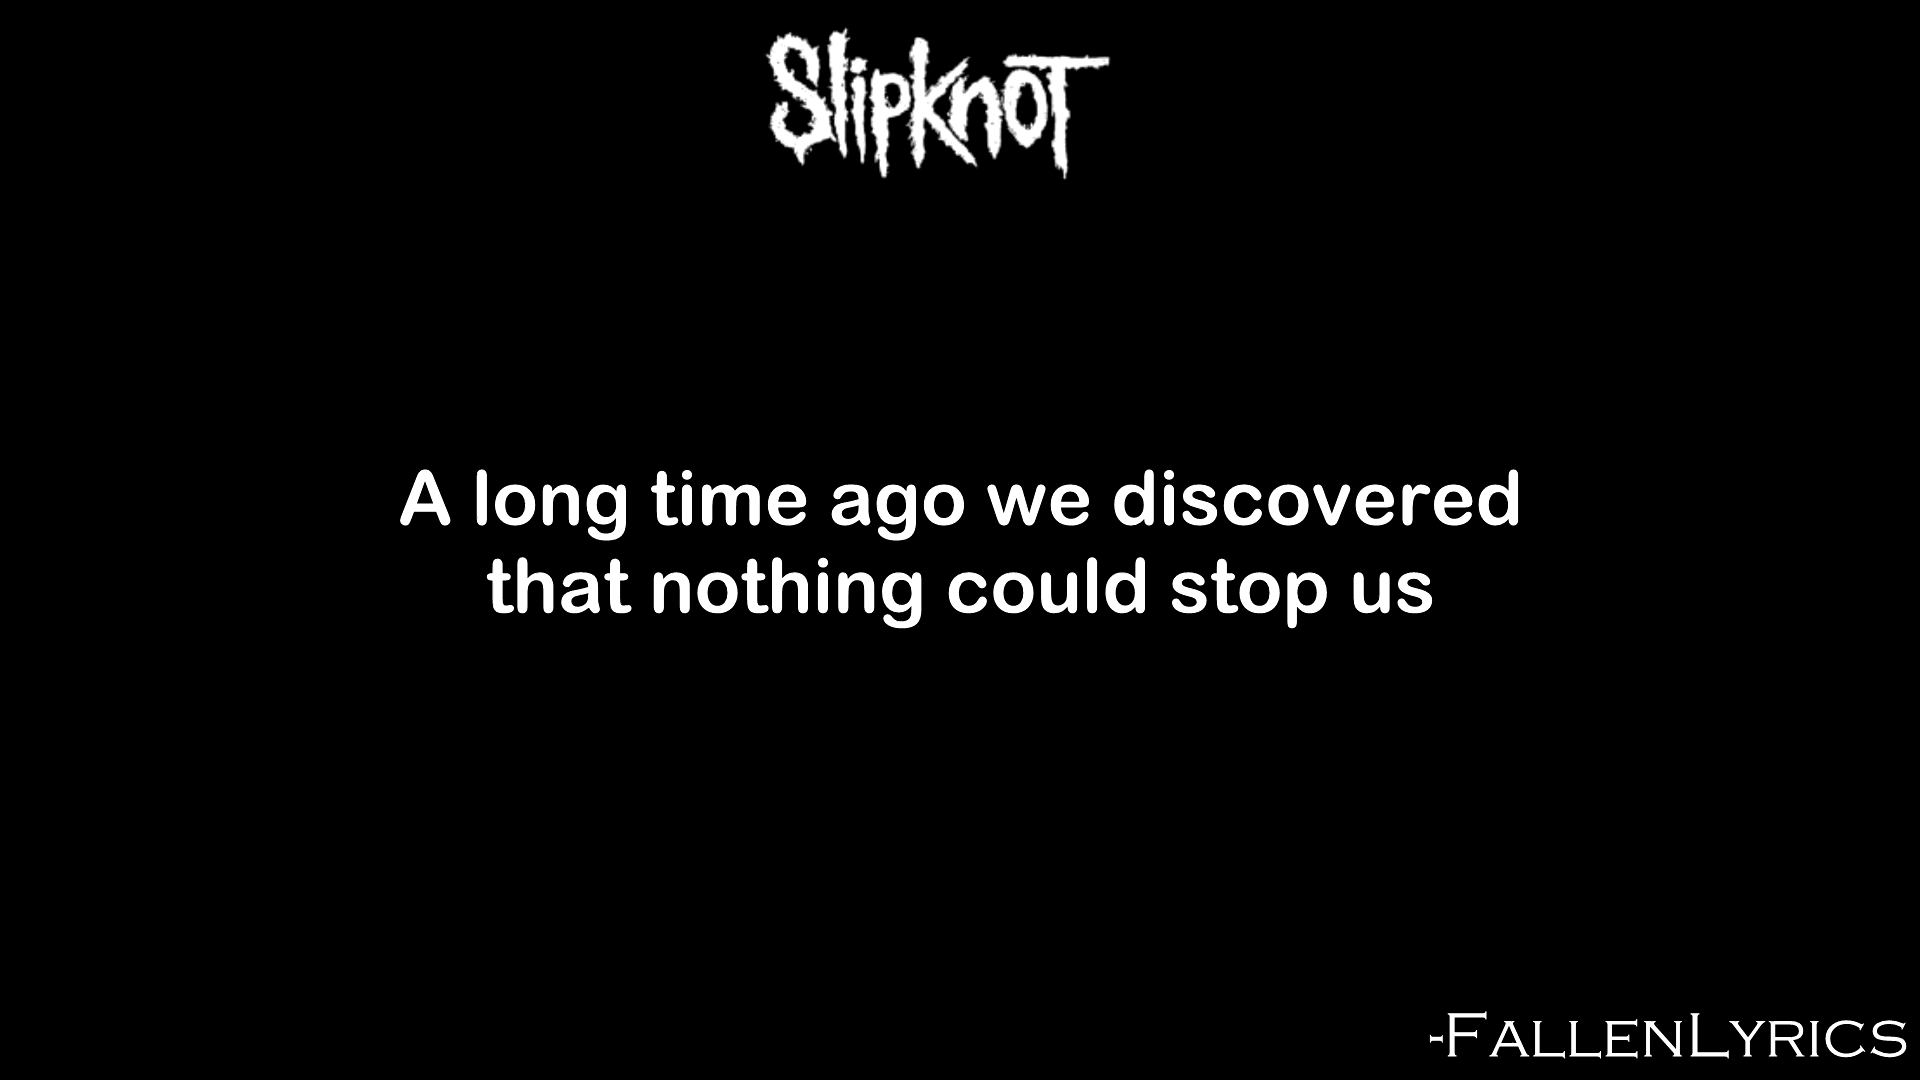 Slipknot
A long time ago we discovered
that nothing could stop us
-FallenLyrics